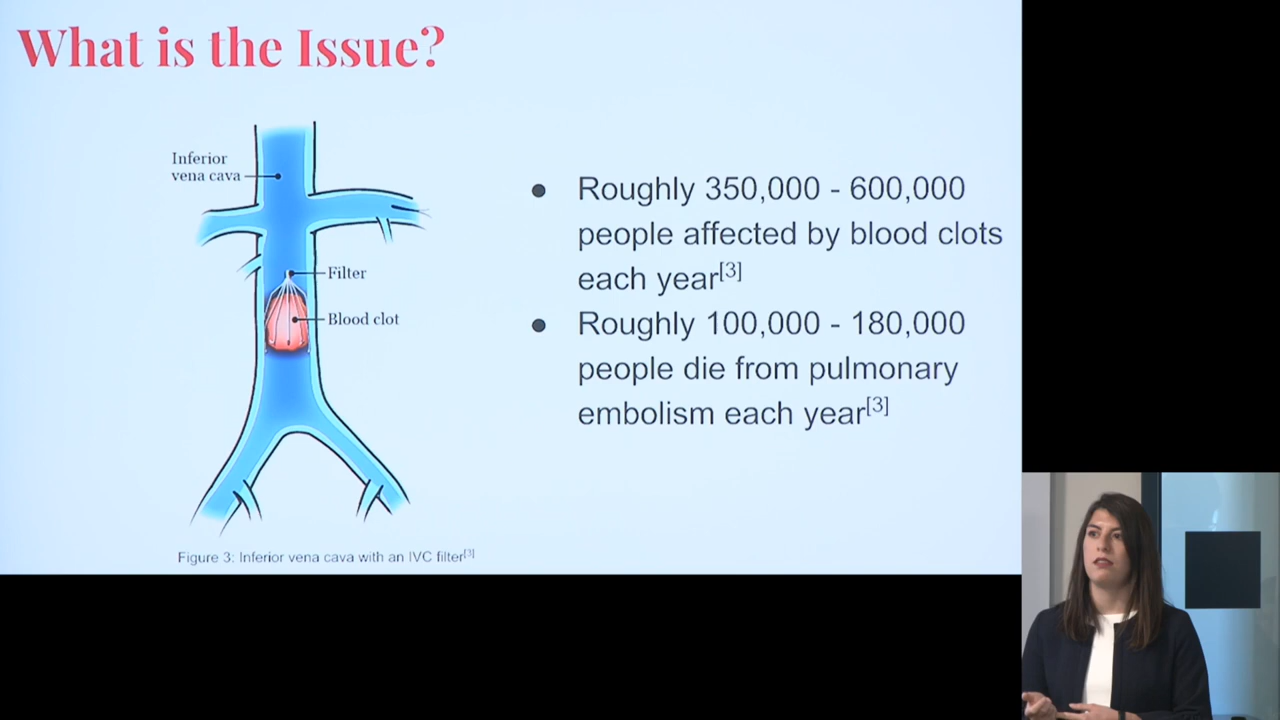 What is the Issue?
Inferior
vena cava
Filter
Blood clot
Figure 3: Inferior vena cava with an IVC filter[3]
● Roughly 350,000 - 600,000
people affected by blood clots
each year[3]
● Roughly 100,000 - 180,000
people die from pulmonary
embolism each year[3]